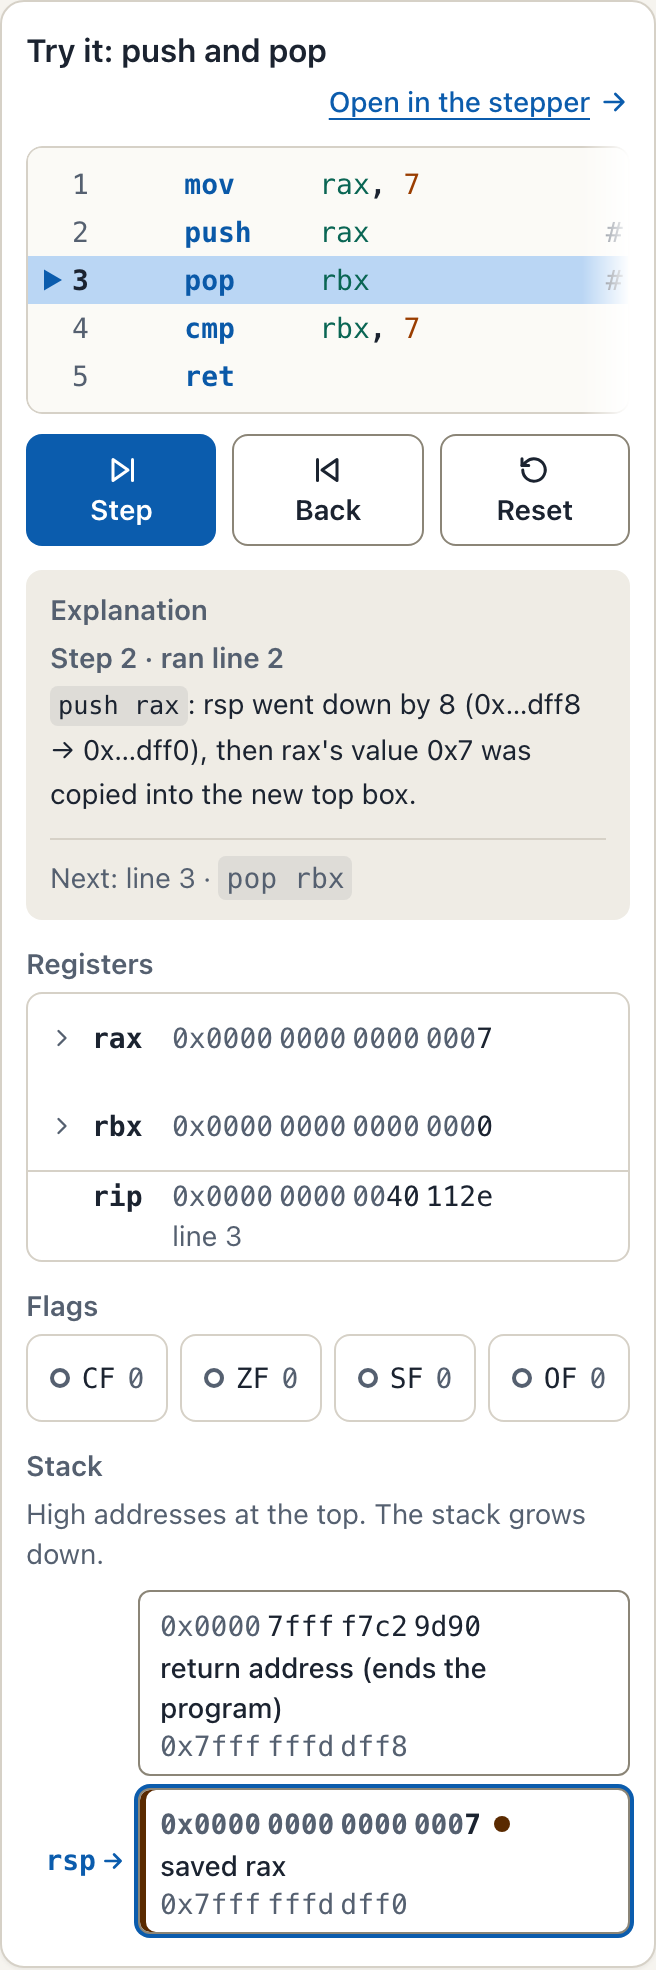 Try it: push and pop
Open in the stepper →
1 mov rax, 7
2 push rax #
3 pop rbx #
4 cmp rbx, 7
5 ret
Step
Back
Reset
Explanation
Step 2 · ran line 2
push rax: rsp went down by 8 (0x…dff8
→ 0x…dff0), then rax's value 0x7 was
copied into the new top box.
Next: line 3 · pop rbx
Registers
rax 0x0000 0000 0000 0007
rbx 0x0000 0000 0000 0000
rip 0x0000 0000 0040 112e
line 3
Flags
CF 0
ZF 0
SF 0
OF 0
Stack
High addresses at the top. The stack grows
down.
0x0000 7fff f7c2 9d90
return address (ends the
program)
0x7fff fffd dff8
0x0000 0000 0000 0007
rsp →
saved rax
0x7fff fffd dff0